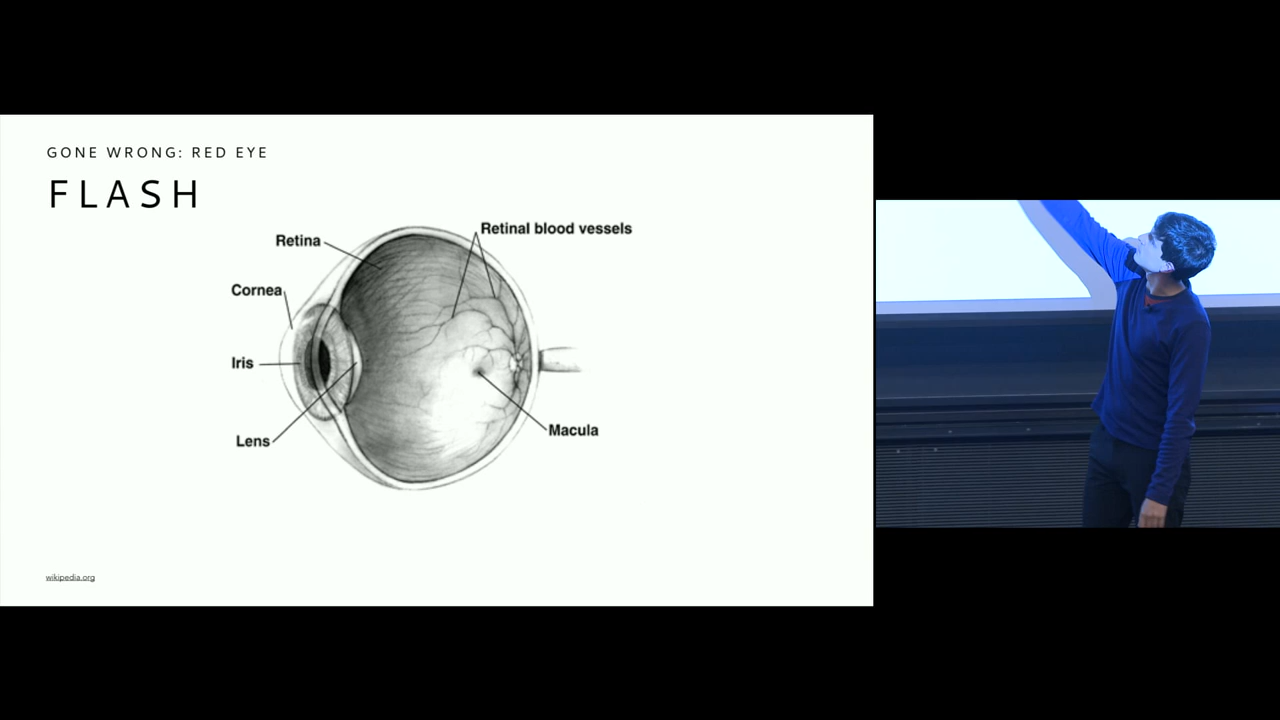 GONE WRONG: RED EYE
FLASH
Retinal blood vessels
Retina
Cornea
Iris
Lens
Macula
wikipedia.org